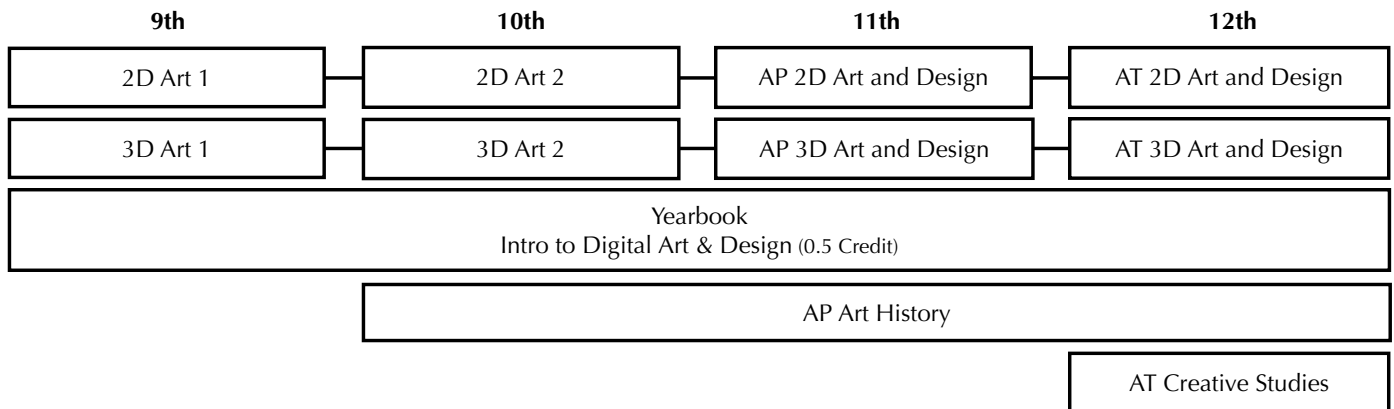 9th 10th 11th 12th
2D Art 1 2D Art 2 AP 2D Art and Design AT 2D Art and Design
3D Art 1 3D Art 2 AP 3D Art and Design AT 3D Art and Design
Yearbook
Intro to Digital Art & Design (0.5 Credit)
AP Art History
AT Creative Studies